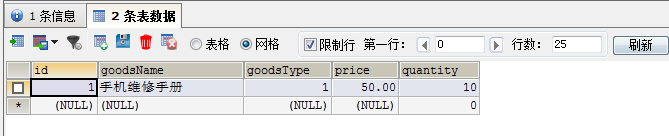 1 条信息 2 条表数据
表格 网格 限制行 第一行: 0 行数: 25 刷新
id goodsName goodsType price quantity
1 手机维修手册 1 50.00 10
* (NULL) (NULL) (NULL) (NULL) 0